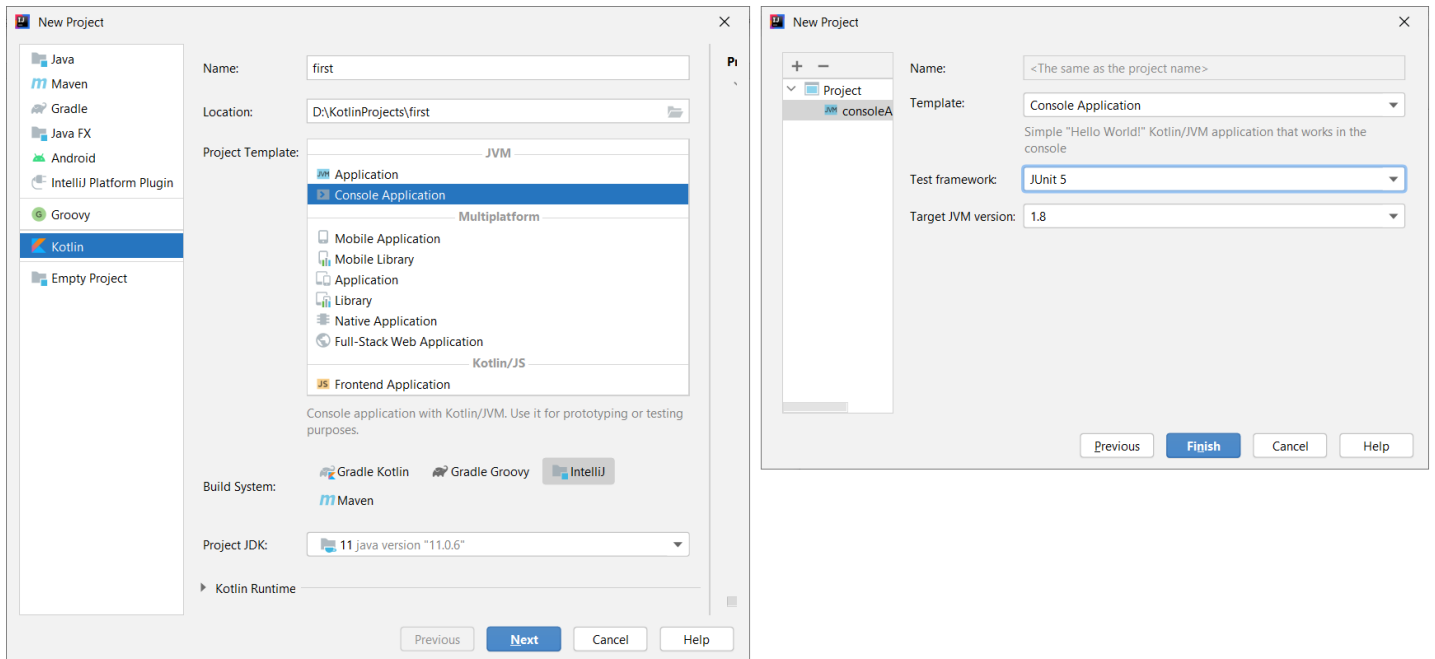 New Project
Java
Maven
Gradle
Java FX
Android
IntelliJ Platform Plugin
Groovy
Kotlin
Empty Project
Name:
first
Location:
D:\KotlinProjects\first
Project Template:
JVM
Application
Console Application
Multiplatform
Mobile Application
Mobile Library
Application
Library
Native Application
Full-Stack Web Application
Kotlin/JS
Frontend Application
Console application with Kotlin/JVM. Use it for prototyping or testing
purposes.
Build System:
Gradle Kotlin
Gradle Groovy
IntelliJ
Maven
Project JDK:
11 java version "11.0.6"
Kotlin Runtime
Previous
Next
Cancel
Help
New Project
Project
consoleA
Name:
<The same as the project name>
Template:
Console Application
Simple "Hello World!" Kotlin/JVM application that works in the
console
Test framework:
JUnit 5
Target JVM version:
1.8
Previous
Finish
Cancel
Help